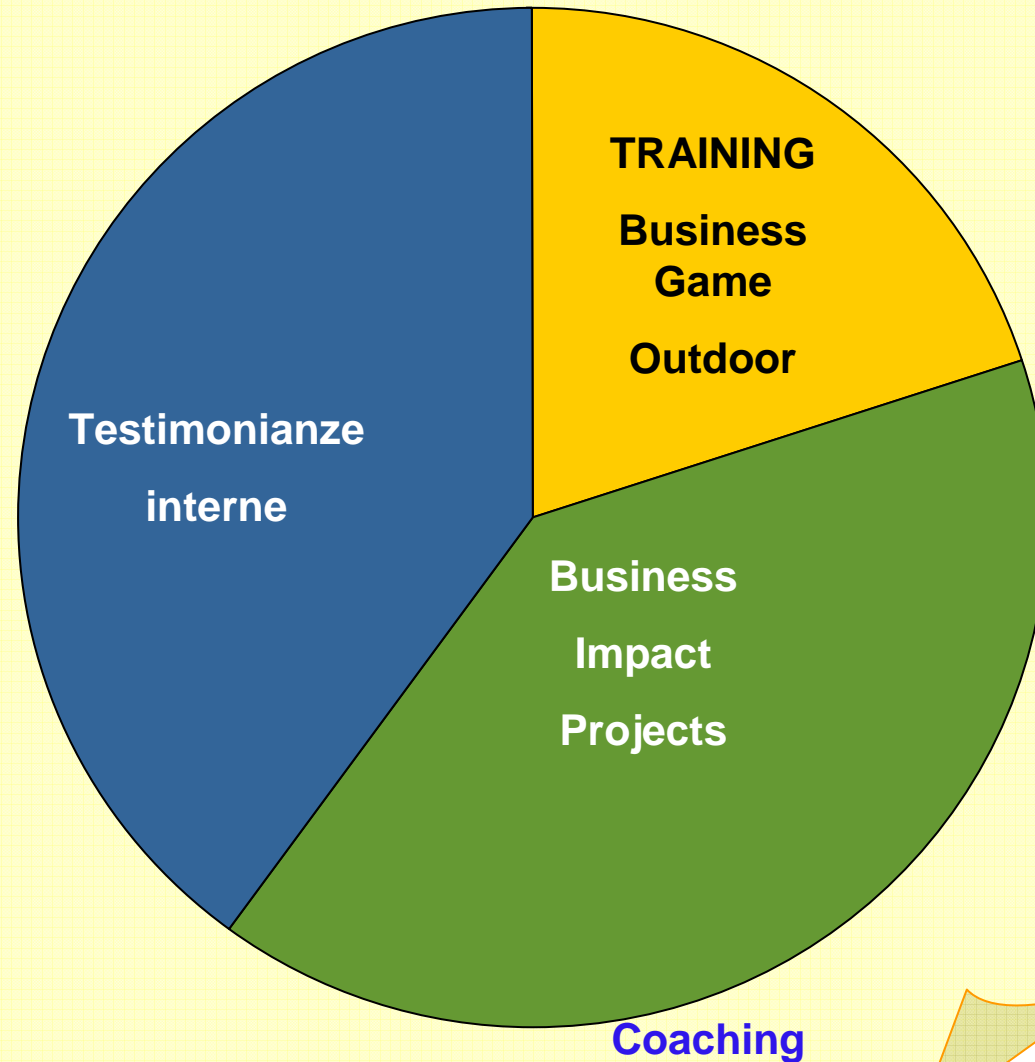 TRAINING
Business
Game
Outdoor
Testimonianze
interne
Business
Impact
Projects
Coaching